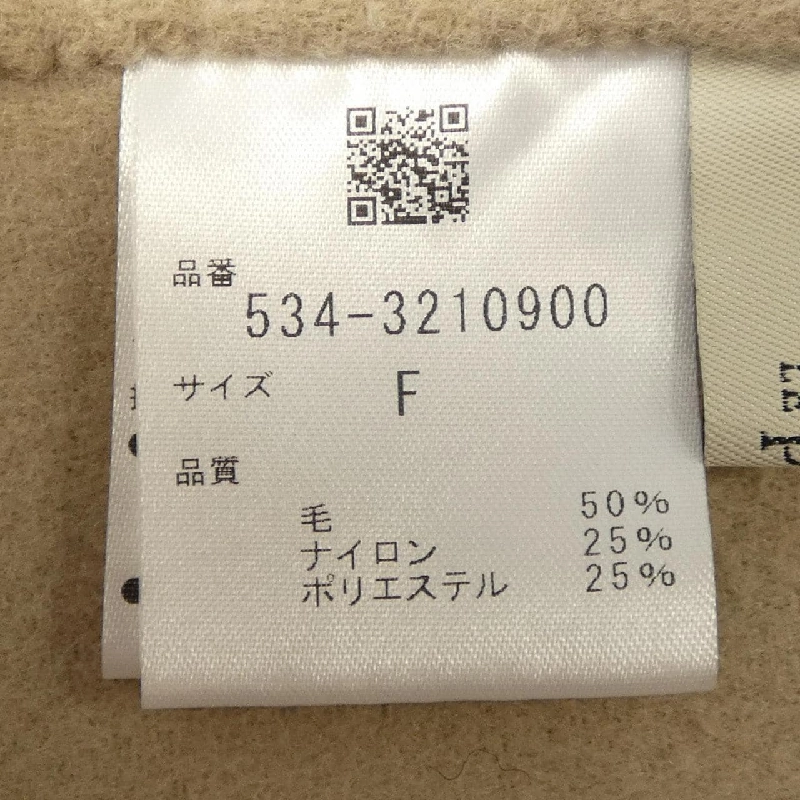 品番
534-3210900
サイズ F
品質
毛 50%
ナイロン 25%
ポリエステル 25%